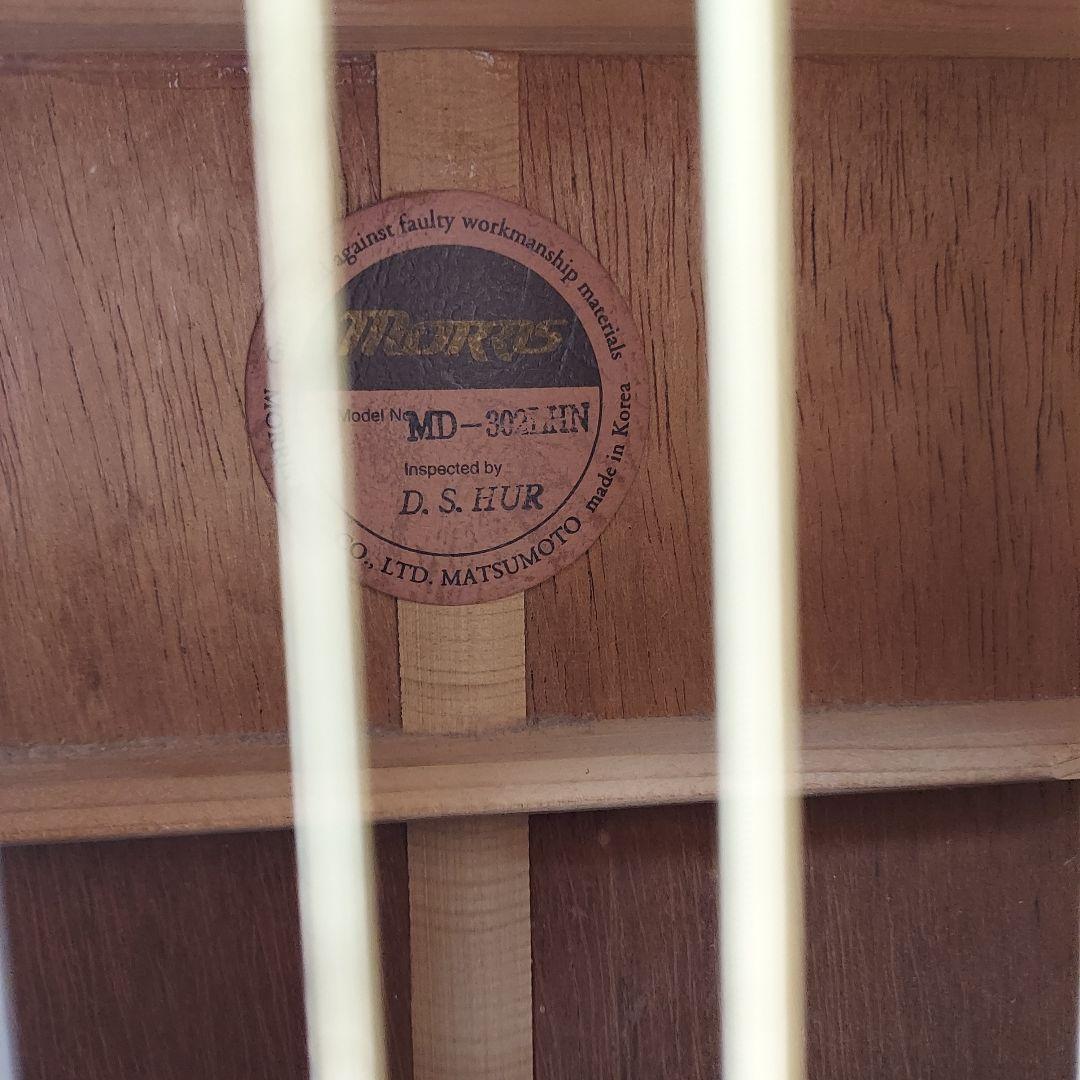 against faulty workmanship materials
Morris
Model No
MD-302LHN
Inspected by
D. S. HUR
CO., LTD. MATSUMOTO made in Korea